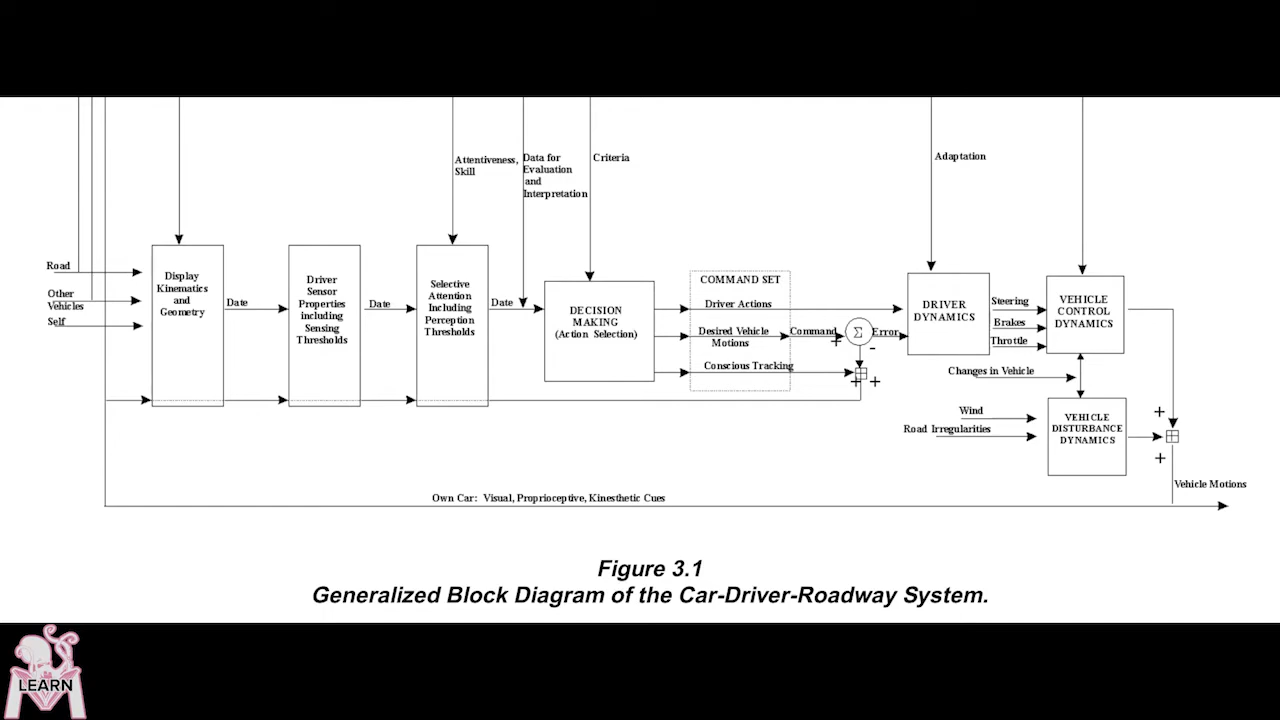 Attentiveness,
Skill
Data for
Evaluation
and
Interpretation
Criteria
Adaptation
Road
Other
Vehicles
Self
Display
Kinematics
and
Geometry
Date
Driver
Sensor
Properties
including
Sensing
Thresholds
Date
Selective
Attention
Including
Perception
Thresholds
Date
DECISION
MAKING
(Action Selection)
COMMAND SET
Driver Actions
Desired Vehicle
Motions
Conscious Tracking
Command
+
Σ
-
Error
+ +
DRIVER
DYNAMICS
Steering
Brakes
Throttle
VEHICLE
CONTROL
DYNAMICS
Changes in Vehicle
Wind
Road Irregularities
VEHICLE
DISTURBANCE
DYNAMICS
+
+
Vehicle Motions
Own Car: Visual, Proprioceptive, Kinesthetic Cues
Figure 3.1
Generalized Block Diagram of the Car-Driver-Roadway System.
LEARN